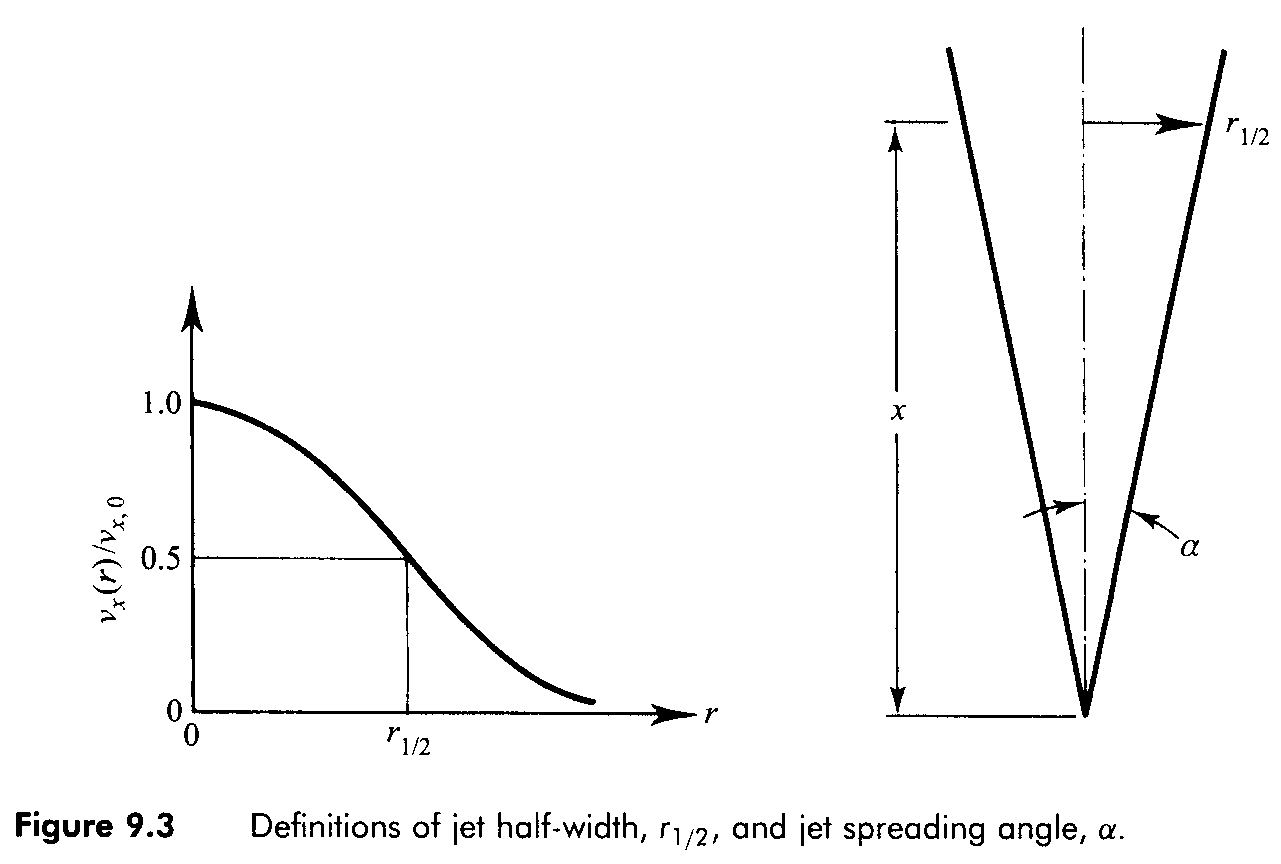 1.0
0.5
0
0
r₁/₂
r
vₓ(r)/vₓ,₀
x
r₁/₂
α
Figure 9.3 Definitions of jet half-width, r₁/₂, and jet spreading angle, α.